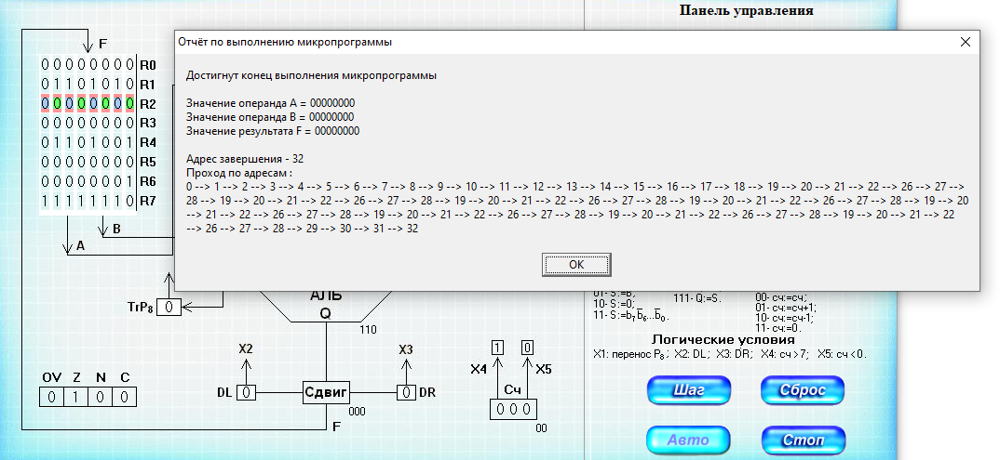 Панель управления
Отчёт по выполнению микропрограммы
Достигнут конец выполнения микропрограммы
Значение операнда A = 00000000
Значение операнда B = 00000000
Значение результата F = 00000000
Адрес завершения - 32
Проход по адресам :
0 --> 1 --> 2 --> 3 --> 4 --> 5 --> 6 --> 7 --> 8 --> 9 --> 10 --> 11 --> 12 --> 13 --> 14 --> 15 --> 16 --> 17 --> 18 --> 19 --> 20 --> 21 --> 22 --> 26 --> 27 -->
28 --> 19 --> 20 --> 21 --> 22 --> 26 --> 27 --> 28 --> 19 --> 20 --> 21 --> 22 --> 26 --> 27 --> 28 --> 19 --> 20 --> 21 --> 22 --> 26 --> 27 --> 28 --> 19 --> 20
--> 21 --> 22 --> 26 --> 27 --> 28 --> 19 --> 20 --> 21 --> 22 --> 26 --> 27 --> 28 --> 19 --> 20 --> 21 --> 22 --> 26 --> 27 --> 28 --> 19 --> 20 --> 21 --> 22
--> 26 --> 27 --> 28 --> 29 --> 30 --> 31 --> 32
OK
F
0 0 0 0 0 0 0 0 R0
0 1 1 0 1 0 1 0 R1
0 0 0 0 0 0 0 0 R2
0 0 0 0 0 0 0 0 R3
0 1 1 0 1 0 0 1 R4
0 0 0 0 0 0 0 0 R5
0 0 0 0 0 0 0 1 R6
1 1 1 1 1 1 1 0 R7
B
A
TrP8 0
АЛБ
Q
110
01- S:=B;
10- S:=0;
11- S:=b̅7b̅6...b̅0.
111- Q:=S.
00- сч:=сч;
01- сч:=сч+1;
10- сч:=сч-1;
11- сч:=0.
Логические условия
X1: перенос P8; X2: DL; X3: DR; X4: сч>7; X5: сч<0.
X2
X3
DL 0
Сдвиг
0 DR
000
F
1 0
X4
X5
Сч
0 0 0
00
OV Z N C
0 1 0 0
Шаг
Сброс
Авто
Стоп